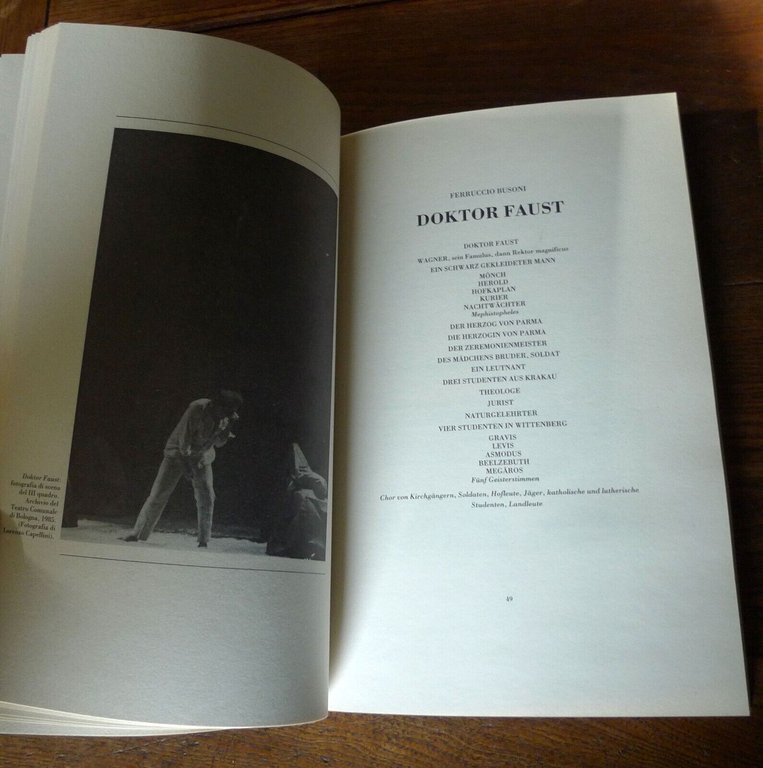 Doktor Faust:
fotografia di scena
del III quadro.
Archivio del
Teatro Comunale
di Bologna, 1985.
(Fotografia di
Lorenzo Capellini).
FERRUCCIO BUSONI
DOKTOR FAUST
DOKTOR FAUST
WAGNER, sein Famulus, dann Rektor magnificus
EIN SCHWARZ GEKLEIDETER MANN
MÖNCH
HEROLD
HOFKAPLAN
KURIER
NACHTWÄCHTER
Mephistopheles
DER HERZOG VON PARMA
DIE HERZOGIN VON PARMA
DER ZEREMONIENMEISTER
DES MÄDCHENS BRUDER, SOLDAT
EIN LEUTNANT
DREI STUDENTEN AUS KRAKAU
THEOLOGE
JURIST
NATURGELEHRTER
VIER STUDENTEN IN WITTENBERG
GRAVIS
LEVIS
ASMODUS
BEELZEBUTH
MEGÄROS
Fünf Geisterstimmen
Chor von Kirchgängern, Soldaten, Hofleute, Jäger, katholische und lutherische
Studenten, Landleute
49